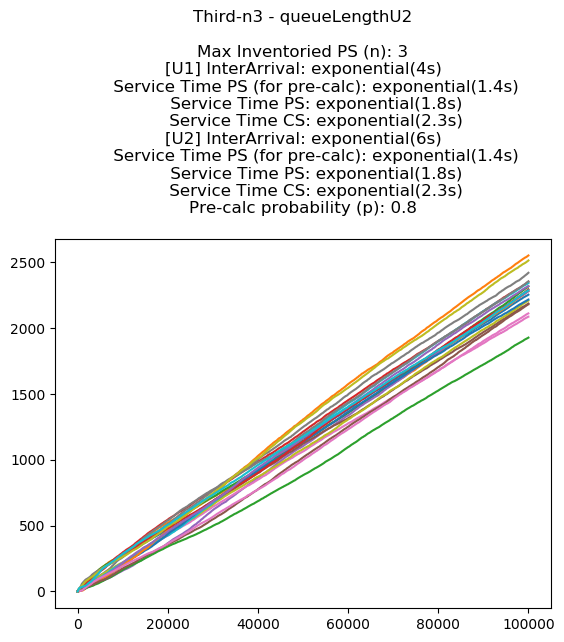 Third-n3 - queueLengthU2
Max Inventoried PS (n): 3
[U1] InterArrival: exponential(4s)
Service Time PS (for pre-calc): exponential(1.4s)
Service Time PS: exponential(1.8s)
Service Time CS: exponential(2.3s)
[U2] InterArrival: exponential(6s)
Service Time PS (for pre-calc): exponential(1.4s)
Service Time PS: exponential(1.8s)
Service Time CS: exponential(2.3s)
Pre-calc probability (p): 0.8
2500
2000
1500
1000
500
0
0 20000 40000 60000 80000 100000